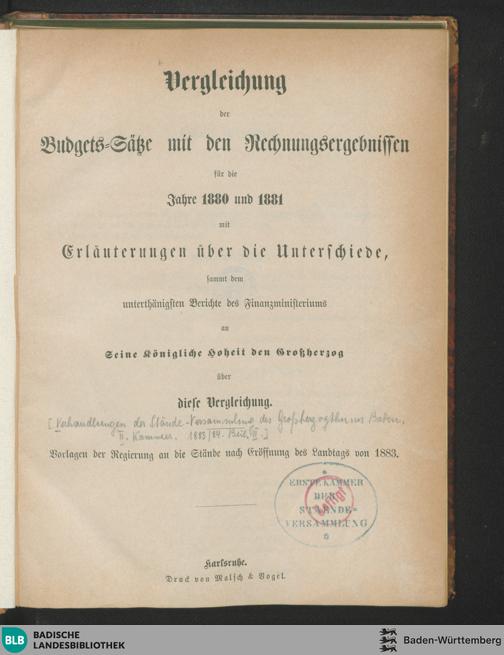 Vergleichung
der
Budgets-Sätze mit den Rechnungsergebnissen
für die
Jahre 1880 und 1881
mit
Erläuterungen über die Unterschiede,
sammt dem
unterthänigsten Berichte des Finanzministeriums
an
Seine Königliche Hoheit den Großherzog
über
diese Vergleichung.
[Verhandlungen der Stände-Versammlung des Großherzogthums Baden.
II. Kammer. 1883/84. Beil.
Vorlagen der Regierung an die Stände nach Eröffnung des Landtags von 1883.
ERSTE KAMMER
DER
STAENDE-
VERSAMMLUNG
Karlsruhe.
Druck von Malsch & Vogel.
BLB BADISCHE
LANDESBIBLIOTHEK
Baden-Württemberg